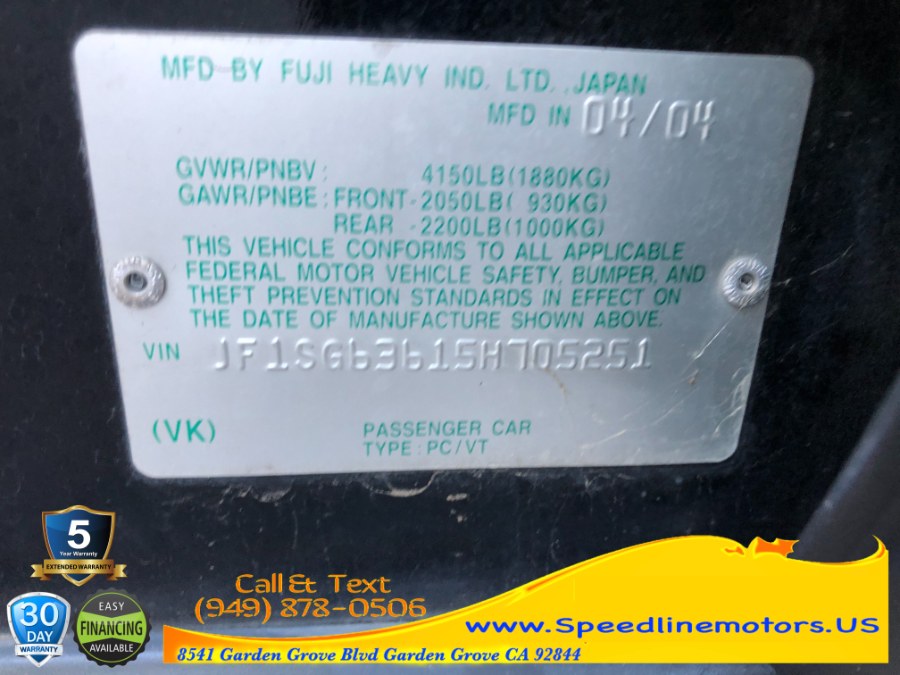 MFD BY FUJI HEAVY IND. LTD. JAPAN
MFD IN 04/04
GVWR/PNBV: 4150LB(1880KG)
GAWR/PNBE: FRONT-2050LB( 930KG)
REAR -2200LB(1000KG)
THIS VEHICLE CONFORMS TO ALL APPLICABLE
FEDERAL MOTOR VEHICLE SAFETY, BUMPER, AND
THEFT PREVENTION STANDARDS IN EFFECT ON
THE DATE OF MANUFACTURE SHOWN ABOVE.
VIN JF1SG63615H705251
(VK) PASSENGER CAR
TYPE: PC/VT
5
Year Warranty
EXTENDED WARRANTY
30
DAY
WARRANTY
EASY
FINANCING
AVAILABLE
Call & Text
(949) 878-0506
www.Speedlinemotors.US
8541 Garden Grove Blvd Garden Grove CA 92844